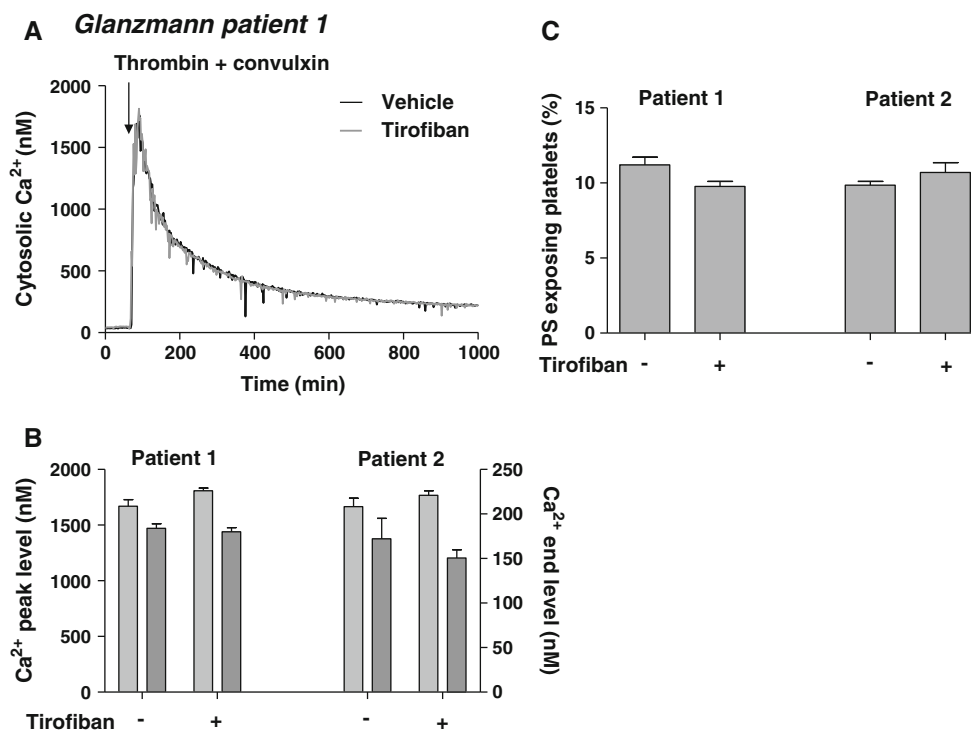 A
Glanzmann patient 1
Thrombin + convulxin
Vehicle
Tirofiban
Cytosolic Ca²⁺ (nM)
2000
1500
1000
500
0
0 200 400 600 800 1000
Time (min)
B
Patient 1 Patient 2
Ca²⁺ peak level (nM)
2000
1500
1000
500
0
Ca²⁺ end level (nM)
250
200
150
100
50
0
Tirofiban - + - +
C
Patient 1 Patient 2
PS exposing platelets (%)
15
10
5
0
Tirofiban - + - +